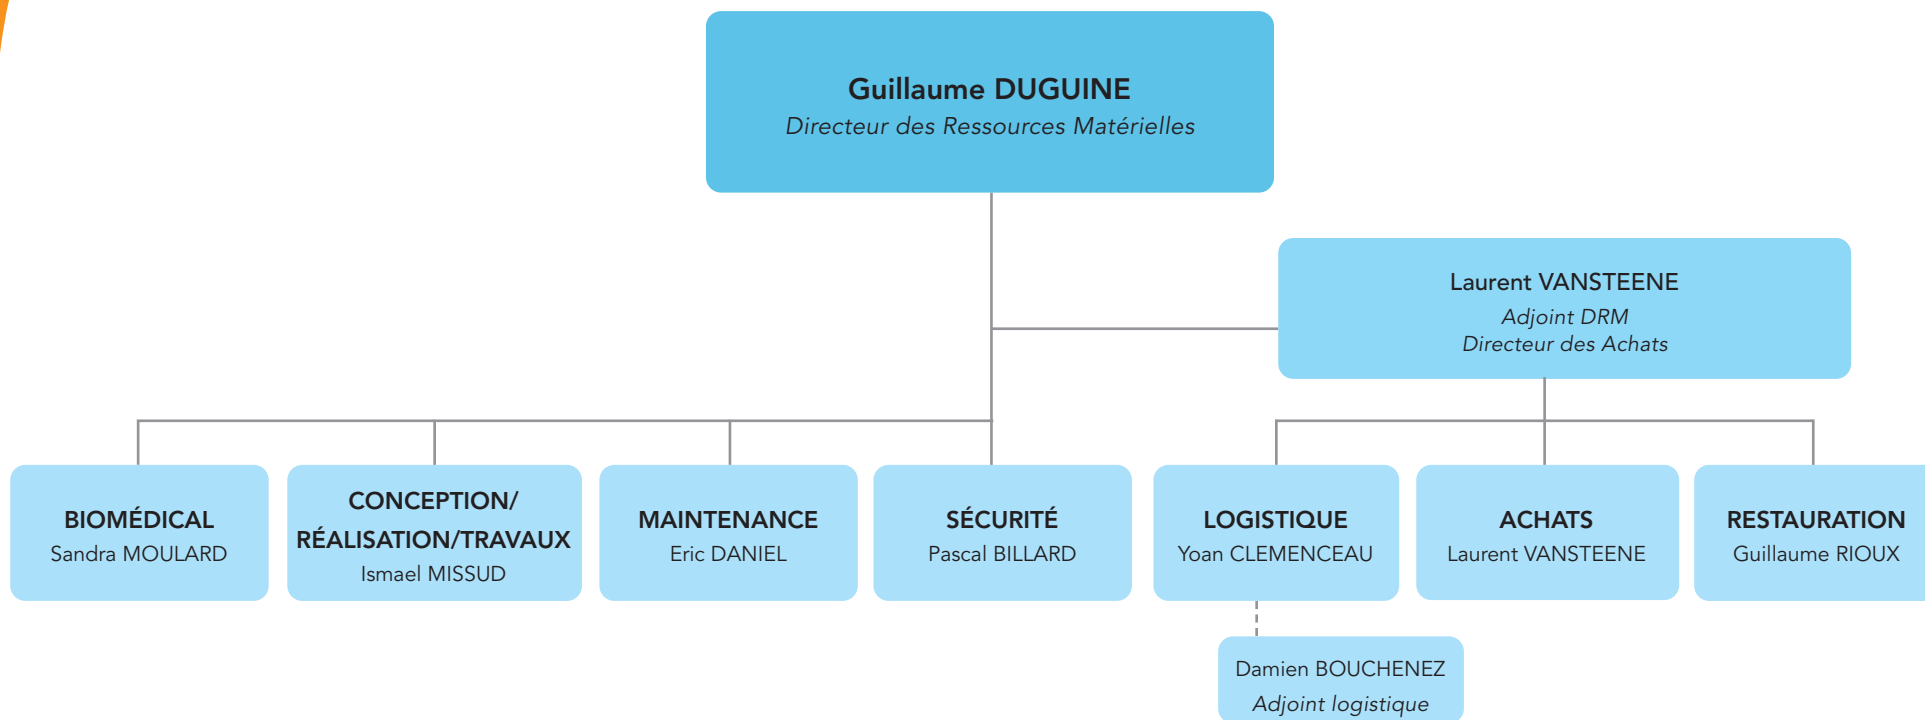 Guillaume DUGUINE
Directeur des Ressources Matérielles
Laurent VANSTEENE
Adjoint DRM
Directeur des Achats
BIOMÉDICAL
Sandra MOULARD
CONCEPTION/
RÉALISATION/TRAVAUX
Ismael MISSUD
MAINTENANCE
Eric DANIEL
SÉCURITÉ
Pascal BILLARD
LOGISTIQUE
Yoan CLEMENCEAU
ACHATS
Laurent VANSTEENE
RESTAURATION
Guillaume RIOUX
Damien BOUCHENEZ
Adjoint logistique